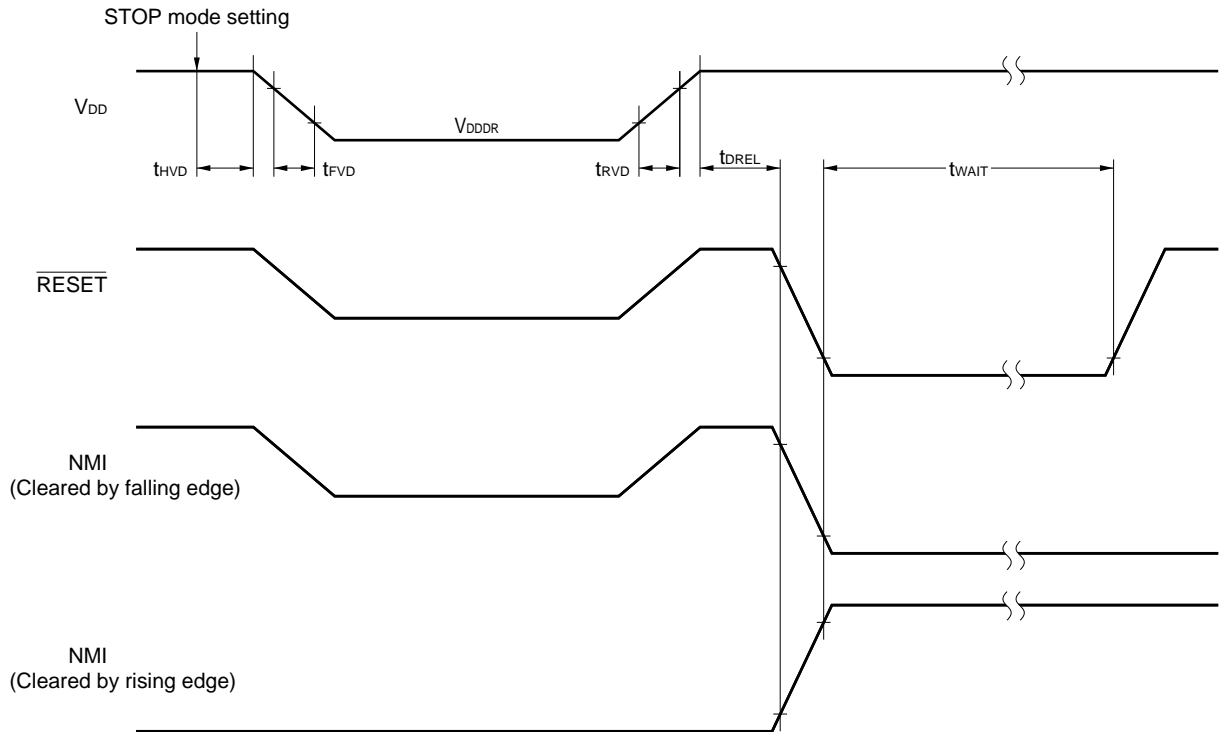 STOP mode setting
VDD
VDDDR
tHVD
tFVD
tRVD
tDREL
tWAIT
RESET
NMI
(Cleared by falling edge)
NMI
(Cleared by rising edge)